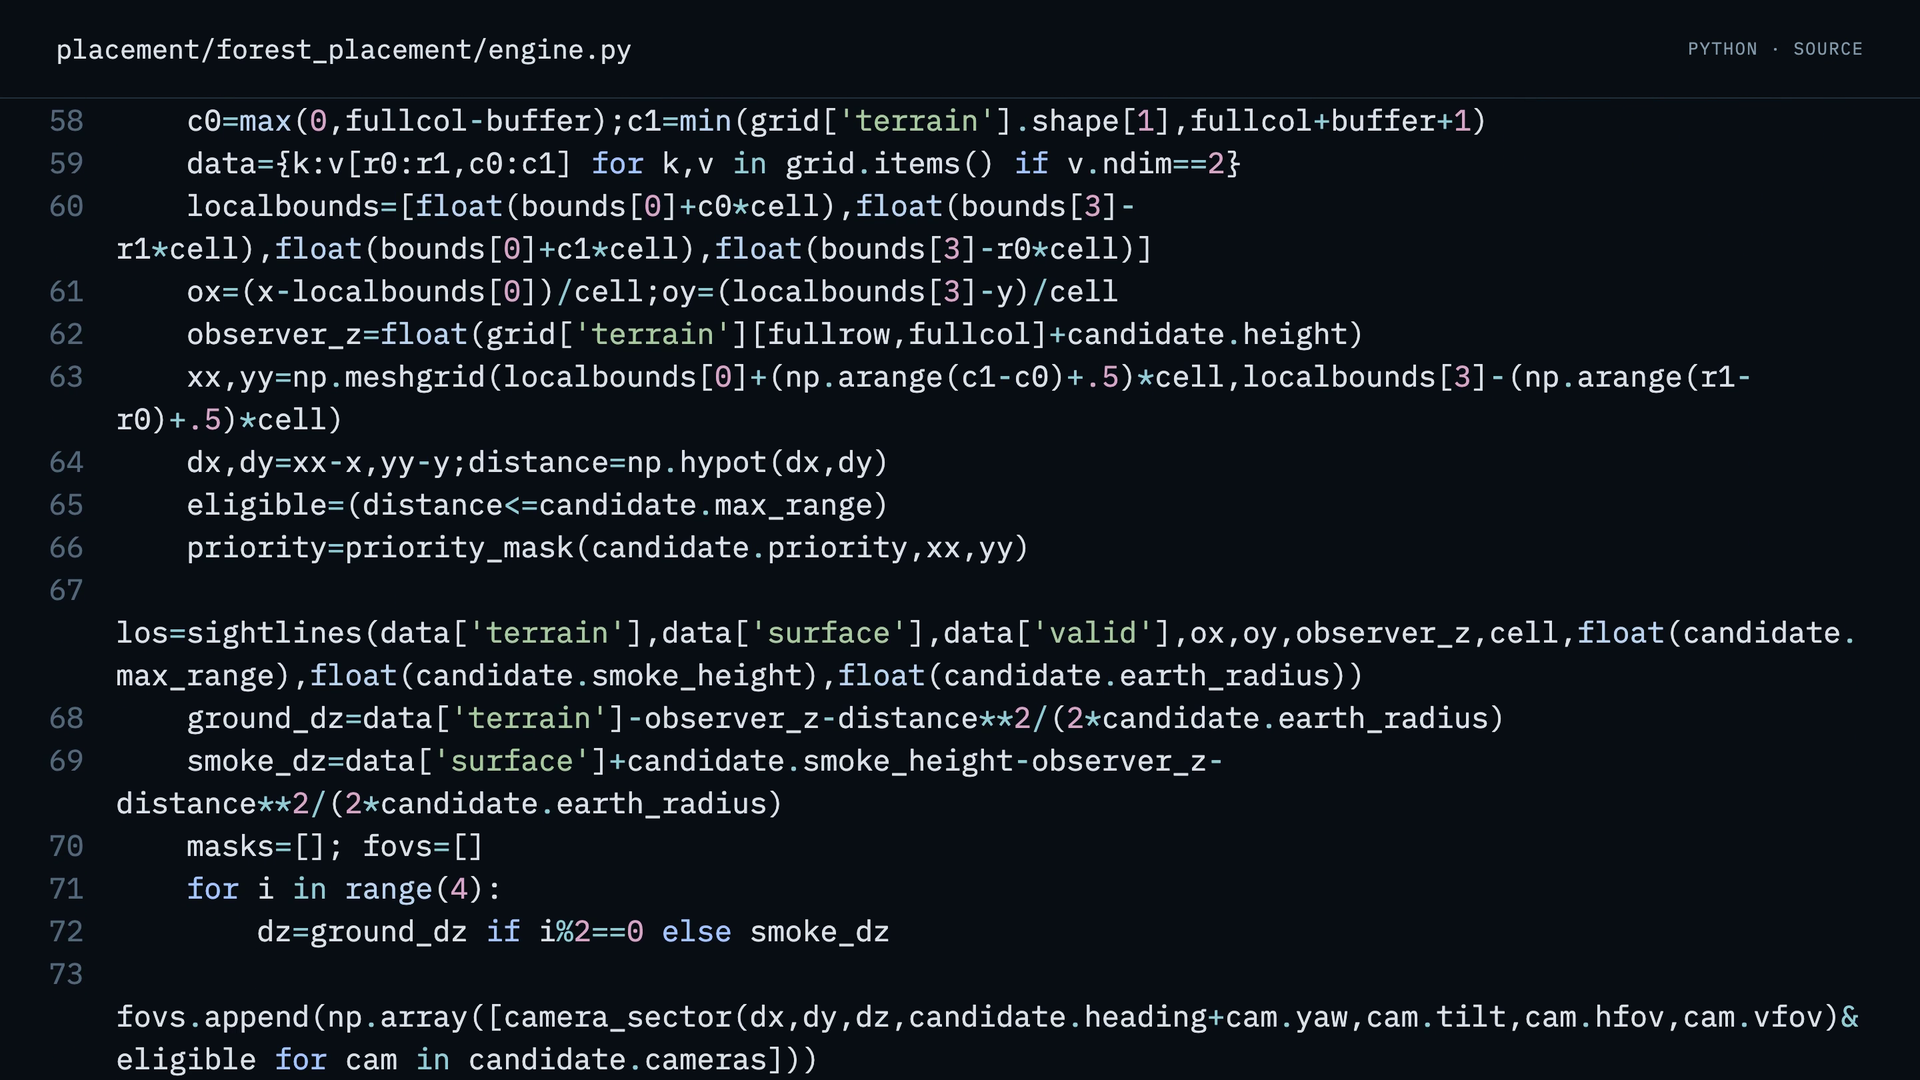 placement/forest_placement/engine.py
PYTHON · SOURCE
58 c0=max(0,fullcol-buffer);c1=min(grid['terrain'].shape[1],fullcol+buffer+1)
59 data={k:v[r0:r1,c0:c1] for k,v in grid.items() if v.ndim==2}
60 localbounds=[float(bounds[0]+c0*cell),float(bounds[3]-
r1*cell),float(bounds[0]+c1*cell),float(bounds[3]-r0*cell)]
61 ox=(x-localbounds[0])/cell;oy=(localbounds[3]-y)/cell
62 observer_z=float(grid['terrain'][fullrow,fullcol]+candidate.height)
63 xx,yy=np.meshgrid(localbounds[0]+(np.arange(c1-c0)+.5)*cell,localbounds[3]-(np.arange(r1-
r0)+.5)*cell)
64 dx,dy=xx-x,yy-y;distance=np.hypot(dx,dy)
65 eligible=(distance<=candidate.max_range)
66 priority=priority_mask(candidate.priority,xx,yy)
67
los=sightlines(data['terrain'],data['surface'],data['valid'],ox,oy,observer_z,cell,float(candidate.
max_range),float(candidate.smoke_height),float(candidate.earth_radius))
68 ground_dz=data['terrain']-observer_z-distance**2/(2*candidate.earth_radius)
69 smoke_dz=data['surface']+candidate.smoke_height-observer_z-
distance**2/(2*candidate.earth_radius)
70 masks=[]; fovs=[]
71 for i in range(4):
72 dz=ground_dz if i%2==0 else smoke_dz
73
fovs.append(np.array([camera_sector(dx,dy,dz,candidate.heading+cam.yaw,cam.tilt,cam.hfov,cam.vfov)&
eligible for cam in candidate.cameras]))